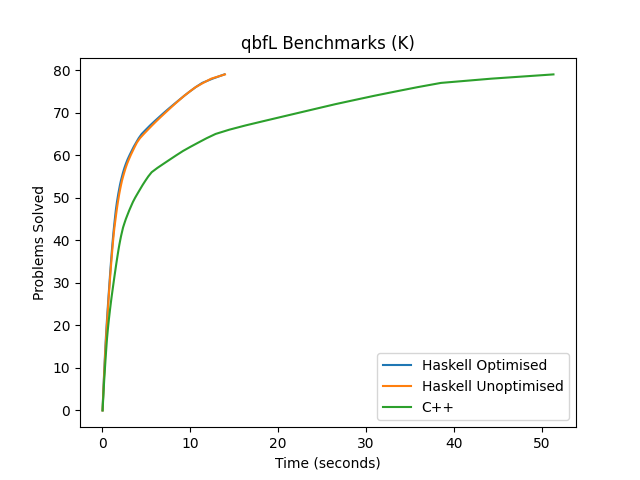 qbfL Benchmarks (K)
Problems Solved
80
70
60
50
40
30
20
10
0
0 10 20 30 40 50
Time (seconds)
Haskell Optimised
Haskell Unoptimised
C++